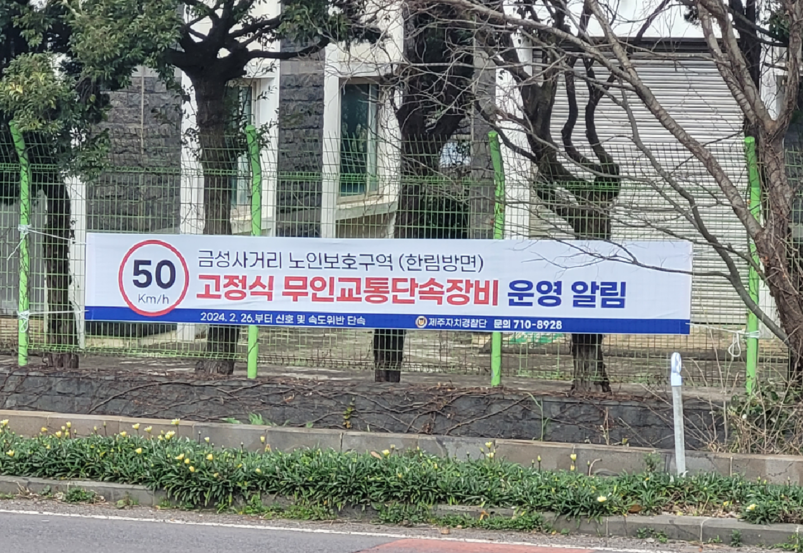 50
Km/h
금성사거리 노인보호구역 (한림방면)
고정식 무인교통단속장비 운영 알림
2024. 2. 26.부터 신호 및 속도위반 단속 제주자치경찰단 문의 710-8928